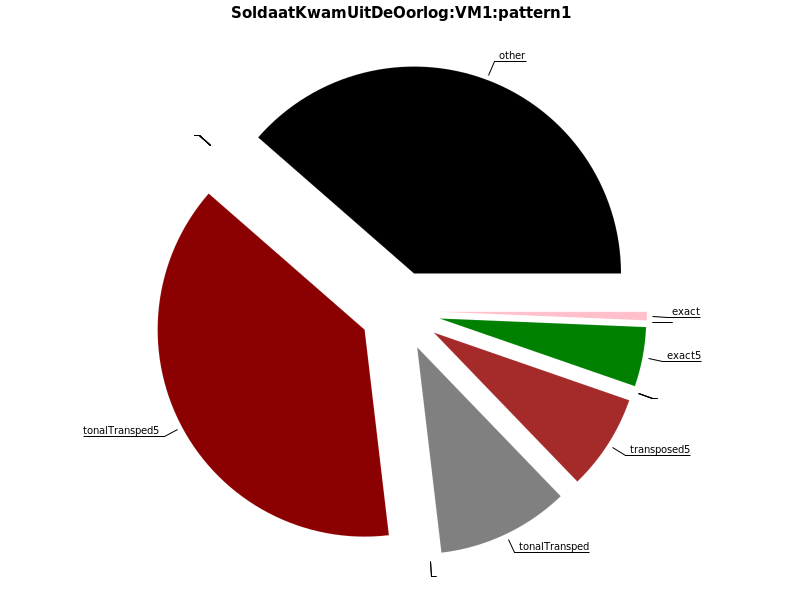 SoldaatKwamUitDeOorlog:VM1:pattern1
other
exact
exact5
transposed5
tonalTransped
tonalTransped5